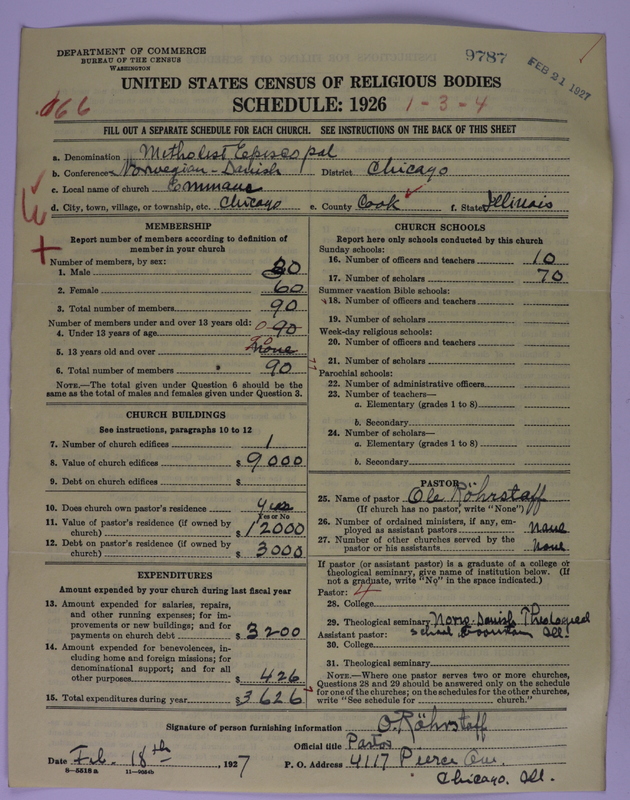 DEPARTMENT OF COMMERCE
BUREAU OF THE CENSUS
WASHINGTON
9787
FEB 21 1927
UNITED STATES CENSUS OF RELIGIOUS BODIES
SCHEDULE: 1926
1-3-4
066
FILL OUT A SEPARATE SCHEDULE FOR EACH CHURCH. SEE INSTRUCTIONS ON THE BACK OF THIS SHEET
a. Denomination Methodist Episcopal
b. Conference Norwegian-Danish District Chicago
c. Local name of church Emmaus
d. City, town, village, or township, etc. Chicago e. County Cook f. State Illinois
MEMBERSHIP
Report number of members according to definition of
member in your church
Number of members, by sex:
1. Male 30
2. Female 60
3. Total number of members 90
Number of members under and over 13 years old:
4. Under 13 years of age 0 90
5. 13 years old and over 90 none
6. Total number of members 90
NOTE.—The total given under Question 6 should be the
same as the total of males and females given under Question 3.
CHURCH BUILDINGS
See instructions, paragraphs 10 to 12
7. Number of church edifices 1
8. Value of church edifices $ 9000
9. Debt on church edifices $
10. Does church own pastor's residence yes
Yes or No
11. Value of pastor's residence (if owned by
church) $ 12000
12. Debt on pastor's residence (if owned by
church) $ 3000
EXPENDITURES
Amount expended by your church during last fiscal year
13. Amount expended for salaries, repairs,
and other running expenses; for im-
provements or new buildings; and for
payments on church debt $ 3200
14. Amount expended for benevolences, in-
cluding home and foreign missions; for
denominational support; and for all
other purposes $ 426
15. Total expenditures during year $ 3626
CHURCH SCHOOLS
Report here only schools conducted by this church
Sunday schools:
16. Number of officers and teachers 10
17. Number of scholars 70
Summer vacation Bible schools:
18. Number of officers and teachers
19. Number of scholars
Week-day religious schools:
20. Number of officers and teachers
21. Number of scholars
Parochial schools:
22. Number of administrative officers
23. Number of teachers—
a. Elementary (grades 1 to 8)
b. Secondary
24. Number of scholars—
a. Elementary (grades 1 to 8)
b. Secondary
PASTOR
25. Name of pastor Ole Röhrstaff
(If church has no pastor, write "None")
26. Number of ordained ministers, if any, em-
ployed as assistant pastors None
27. Number of other churches served by the
pastor or his assistants None
If pastor (or assistant pastor) is a graduate of a college or
theological seminary, give name of institution below. (If
not a graduate, write "No" in the space indicated.)
Pastor: 4
28. College
29. Theological seminary Norw.-Danish Theological
Assistant pastor: school, Evanston Ill.
30. College
31. Theological seminary
NOTE.—Where one pastor serves two or more churches,
Questions 28 and 29 should be answered only on the schedule
for one of the churches; on the schedules for the other churches,
write "See schedule for church."
Signature of person furnishing information O. Röhrstaff
Official title Pastor
Date Feb. 18th, 1927 P. O. Address 4117 Pierce Ave.
8—5518 a 11—9054b Chicago, Ill.